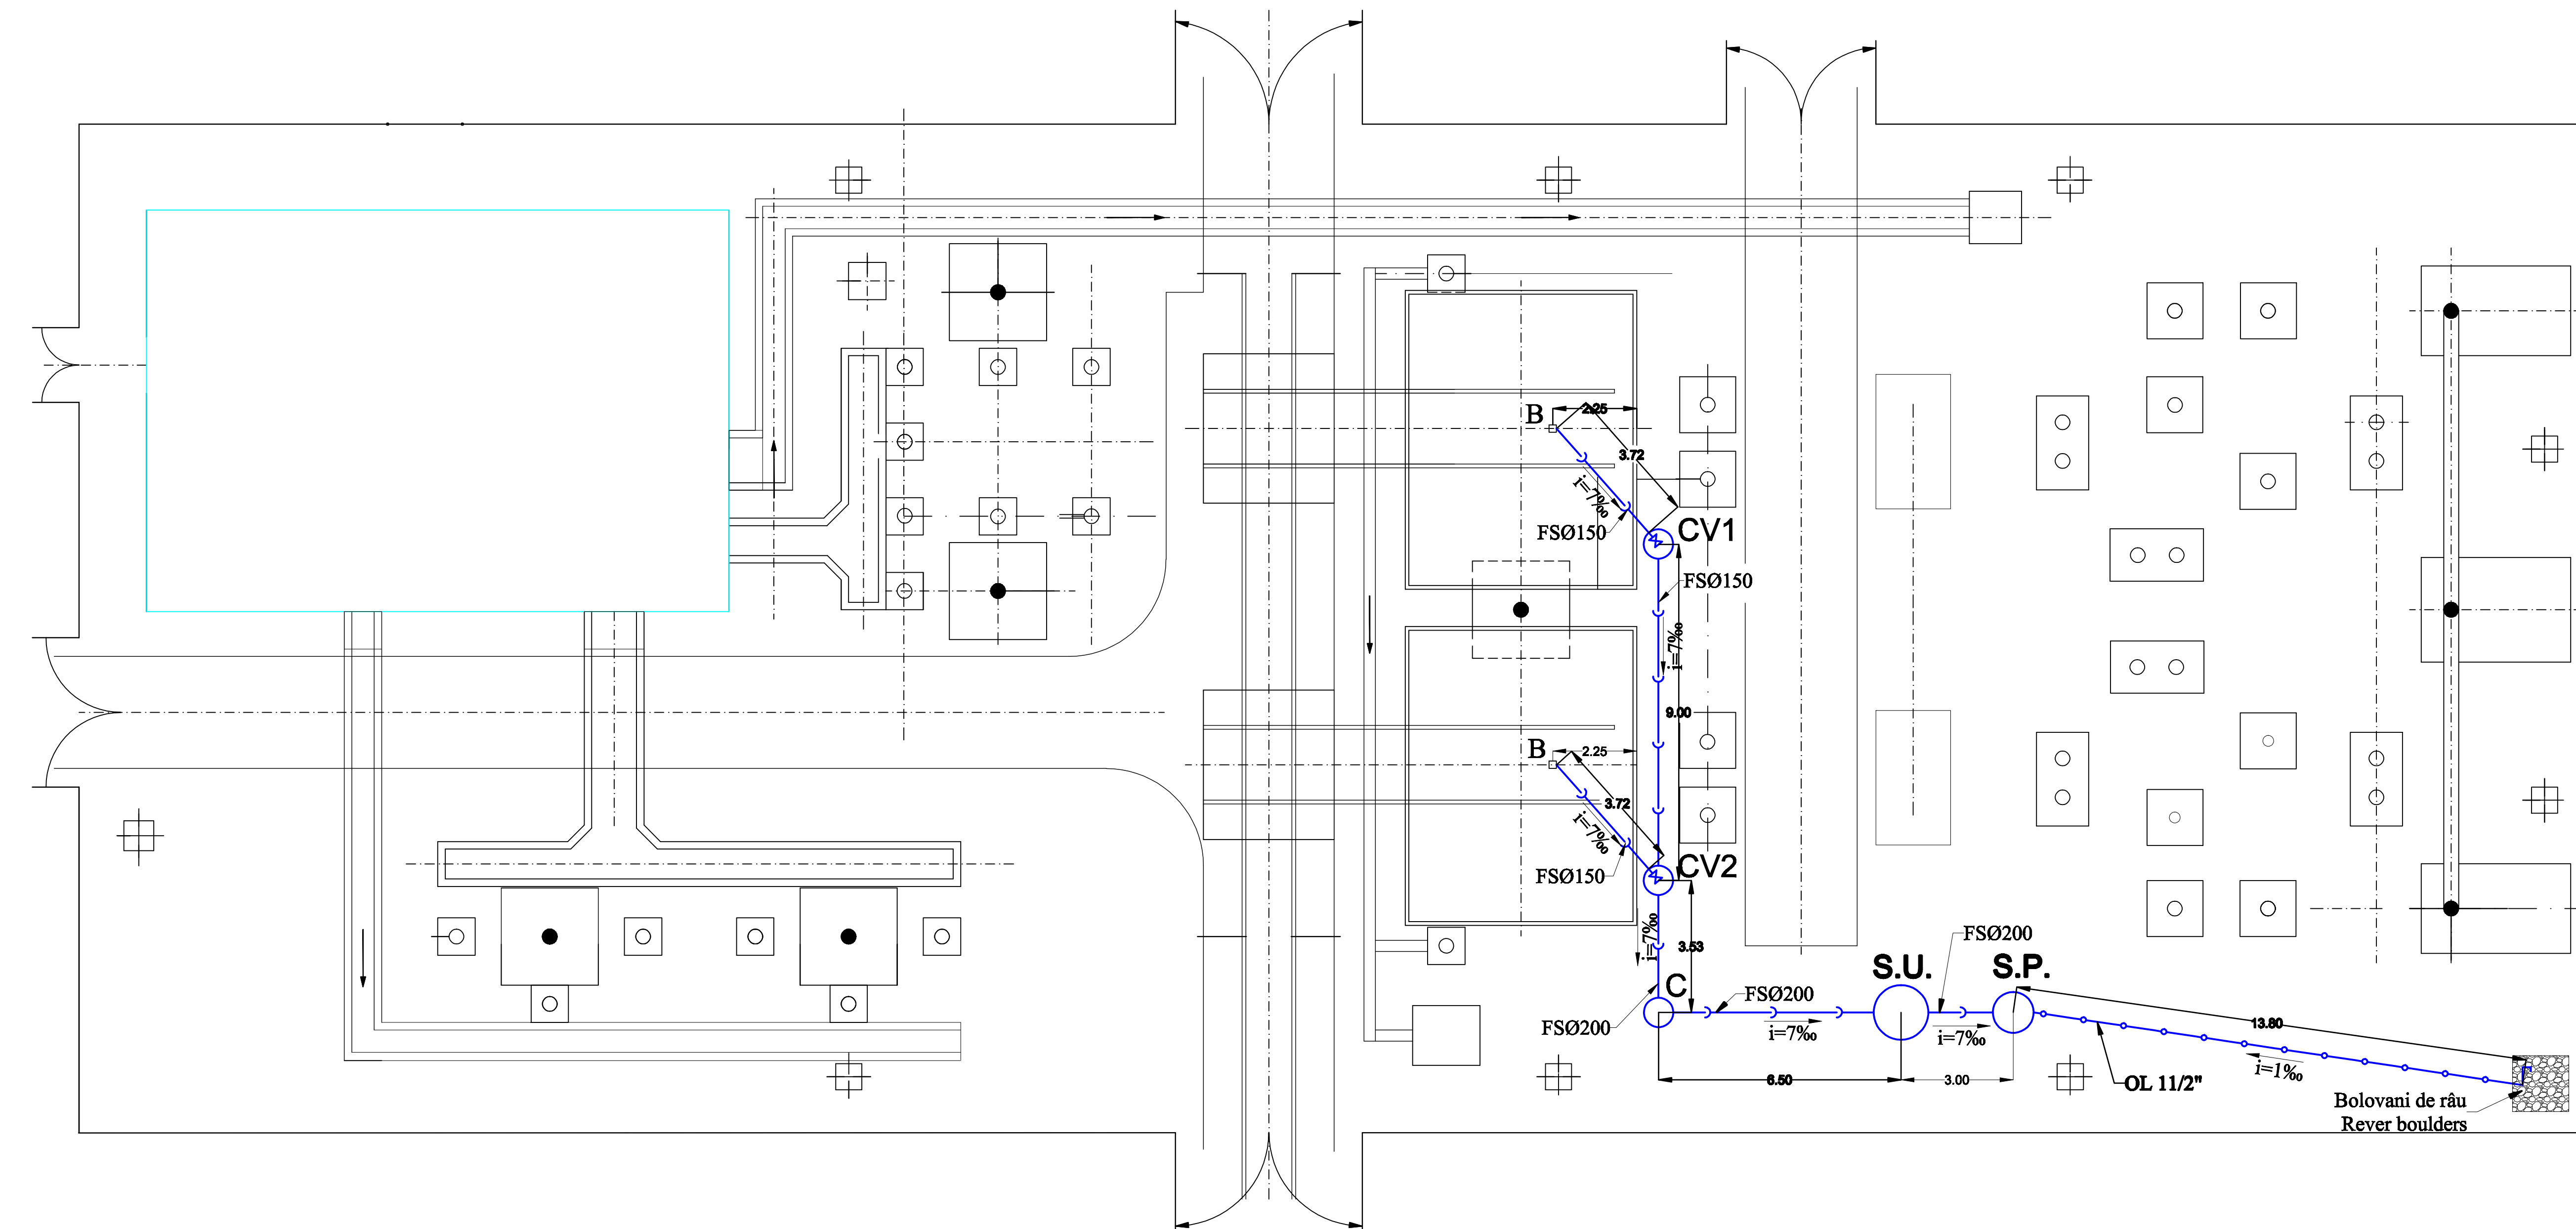 B
2.25
3.72
i=7‰
FSØ150
CV1
FSØ150
i=7‰
9.00
B
2.25
3.72
i=7‰
FSØ150
CV2
i=7‰
3.53
C
FSØ200
FSØ200
i=7‰
S.U.
FSØ200
S.P.
i=7‰
6.50
3.00
13.80
i=1‰
OL 11/2"
Bolovani de râu
Rever boulders